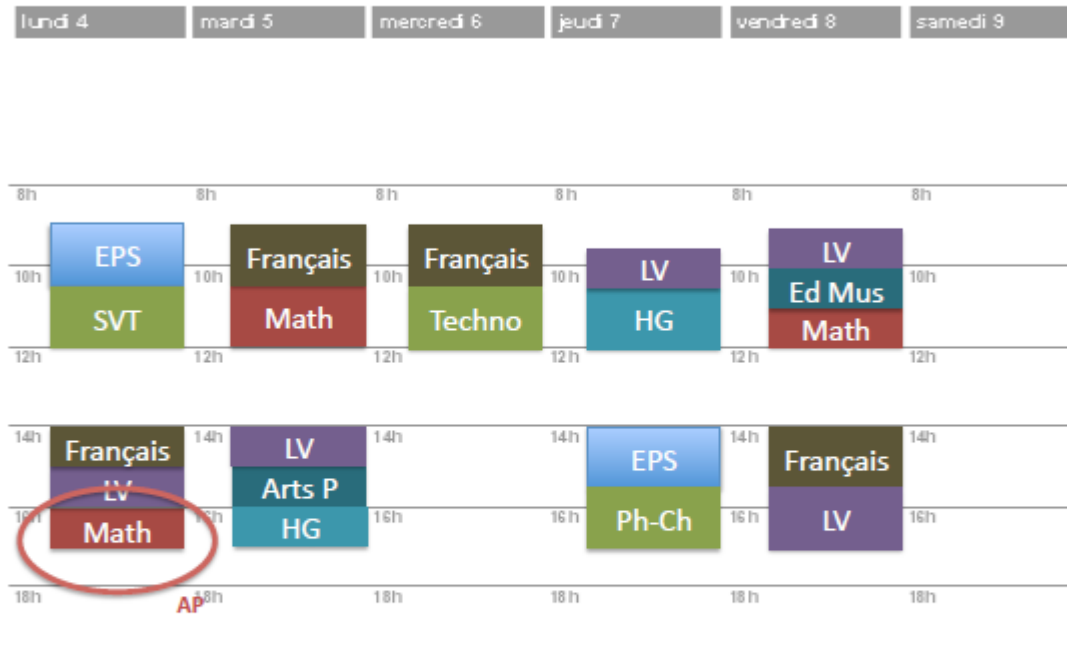 lundi 4 mardi 5 mercredi 6 jeudi 7 vendredi 8 samedi 9
8h 8h 8h 8h 8h 8h
EPS Français Français LV LV
10h 10h 10h 10h 10h 10h
Ed Mus
SVT Math Techno HG Math
12h 12h 12h 12h 12h 12h
14h 14h 14h 14h 14h 14h
Français LV EPS Français
LV Arts P
16h 16h 16h 16h 16h 16h
Math HG Ph-Ch LV
18h 18h 18h 18h 18h 18h
AP